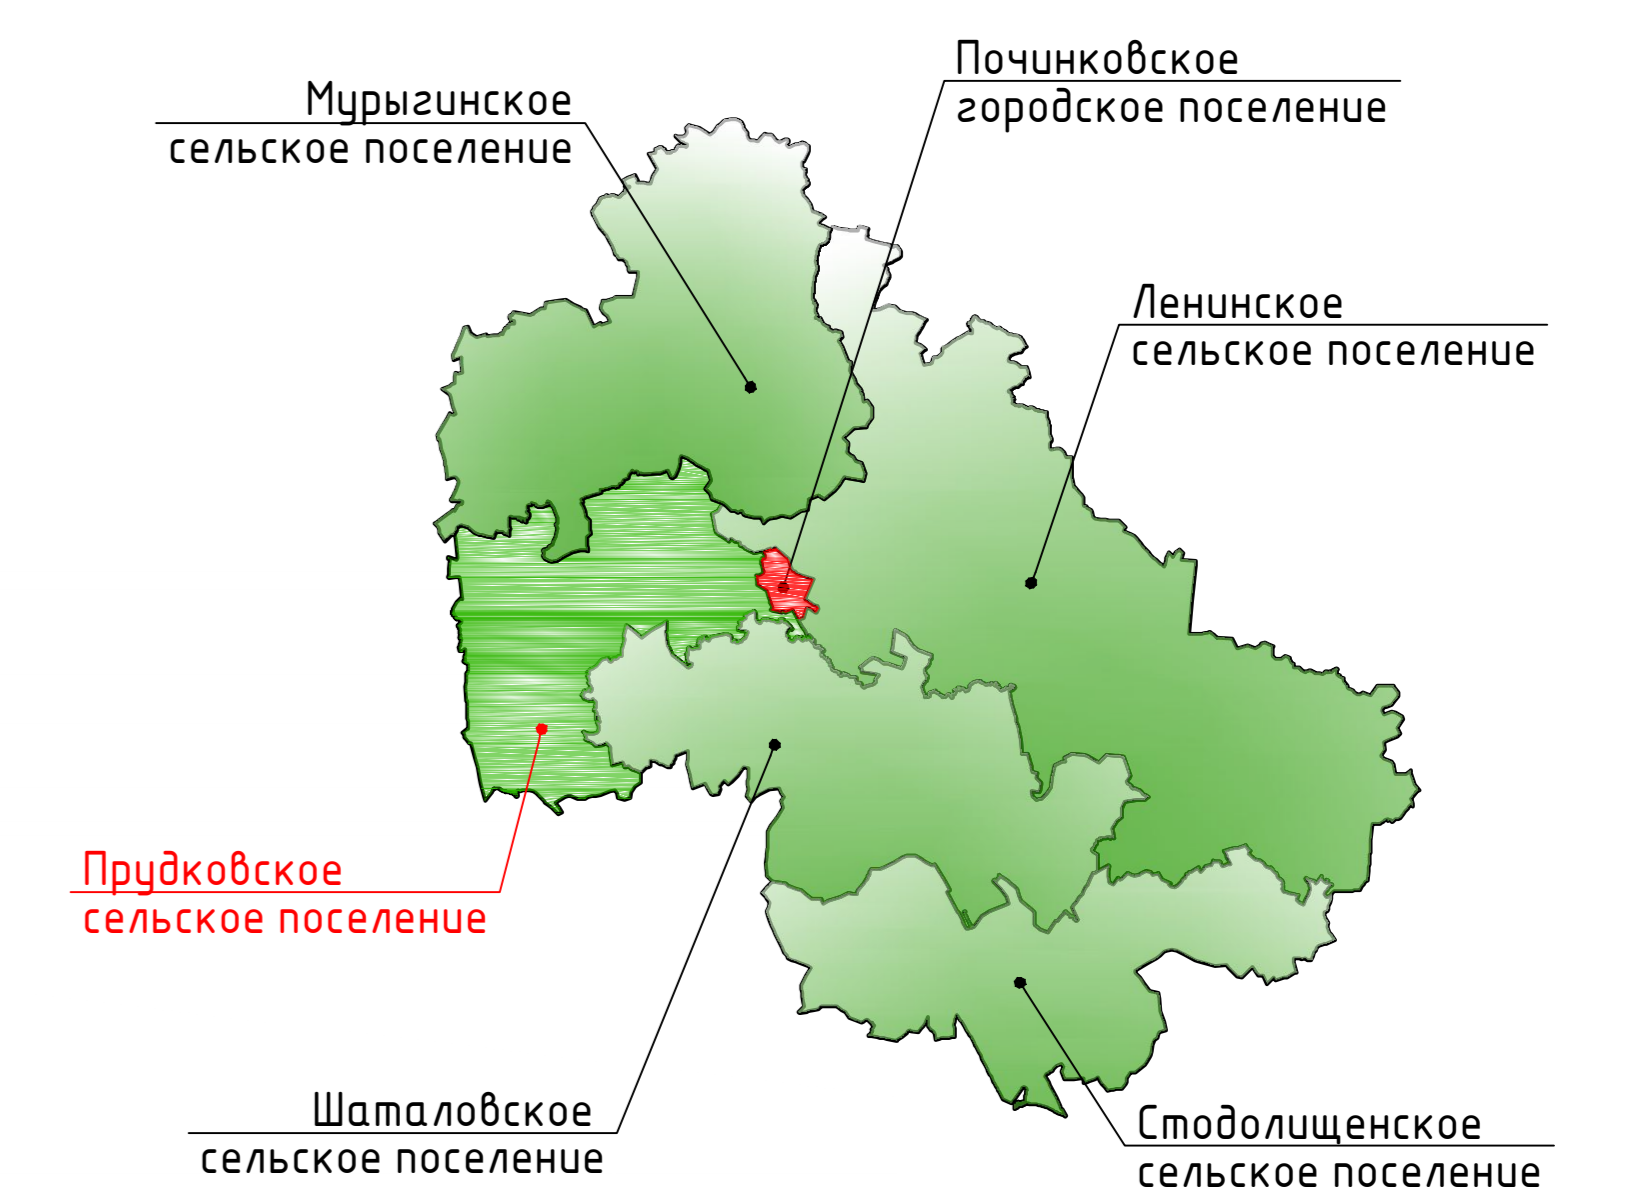 Починковское
городское поселение
Мурыгинское
сельское поселение
Ленинское
сельское поселение
Прудковское
сельское поселение
Шаталовское
сельское поселение
Стодолищенское
сельское поселение